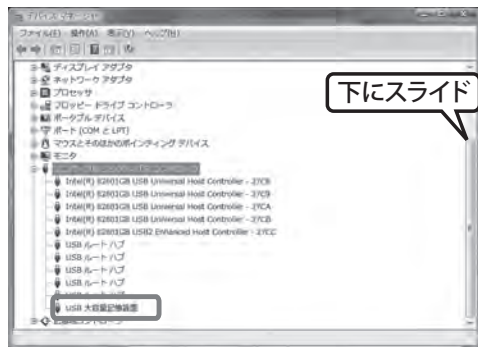 デバイス マネージャ
ファイル(F) 操作(A) 表示(V) ヘルプ(H)
ディスプレイ アダプタ
ネットワーク アダプタ
プロセッサ
フロッピー ドライブ コントローラ
ポータブル デバイス
ポート (COM と LPT)
マウスとそのほかのポインティング デバイス
モニタ
下にスライド
Intel(R) 82801GB USB Universal Host Controller - 27C8
Intel(R) 82801GB USB Universal Host Controller - 27C9
Intel(R) 82801GB USB Universal Host Controller - 27CA
Intel(R) 82801GB USB Universal Host Controller - 27CB
Intel(R) 82801GB USB2 Enhanced Host Controller - 27CC
USB ルート ハブ
USB ルート ハブ
USB ルート ハブ
USB ルート ハブ
USB 大容量記憶装置